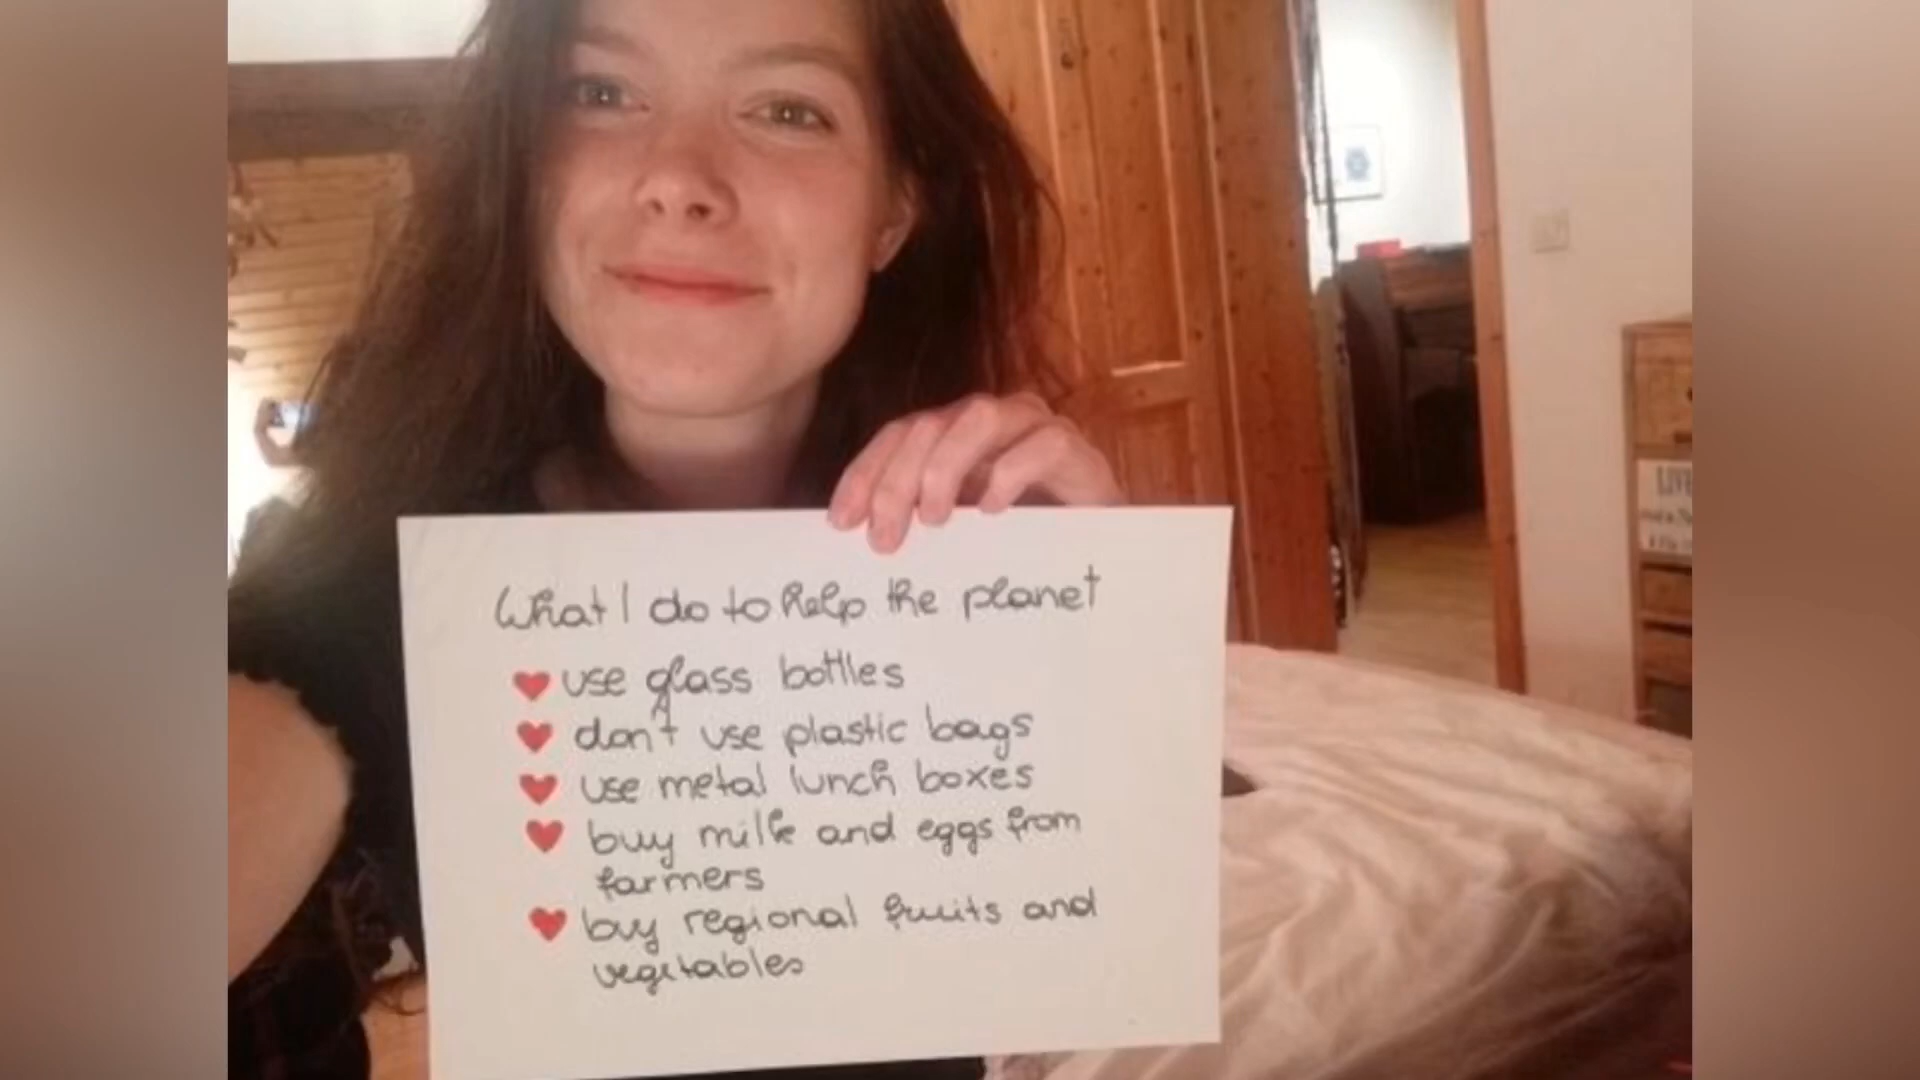 What I do to help the planet
♥ use glass bottles
♥ don't use plastic bags
♥ use metal lunch boxes
♥ buy milk and eggs from
farmers
♥ buy regional fruits and
vegetables
LIVE